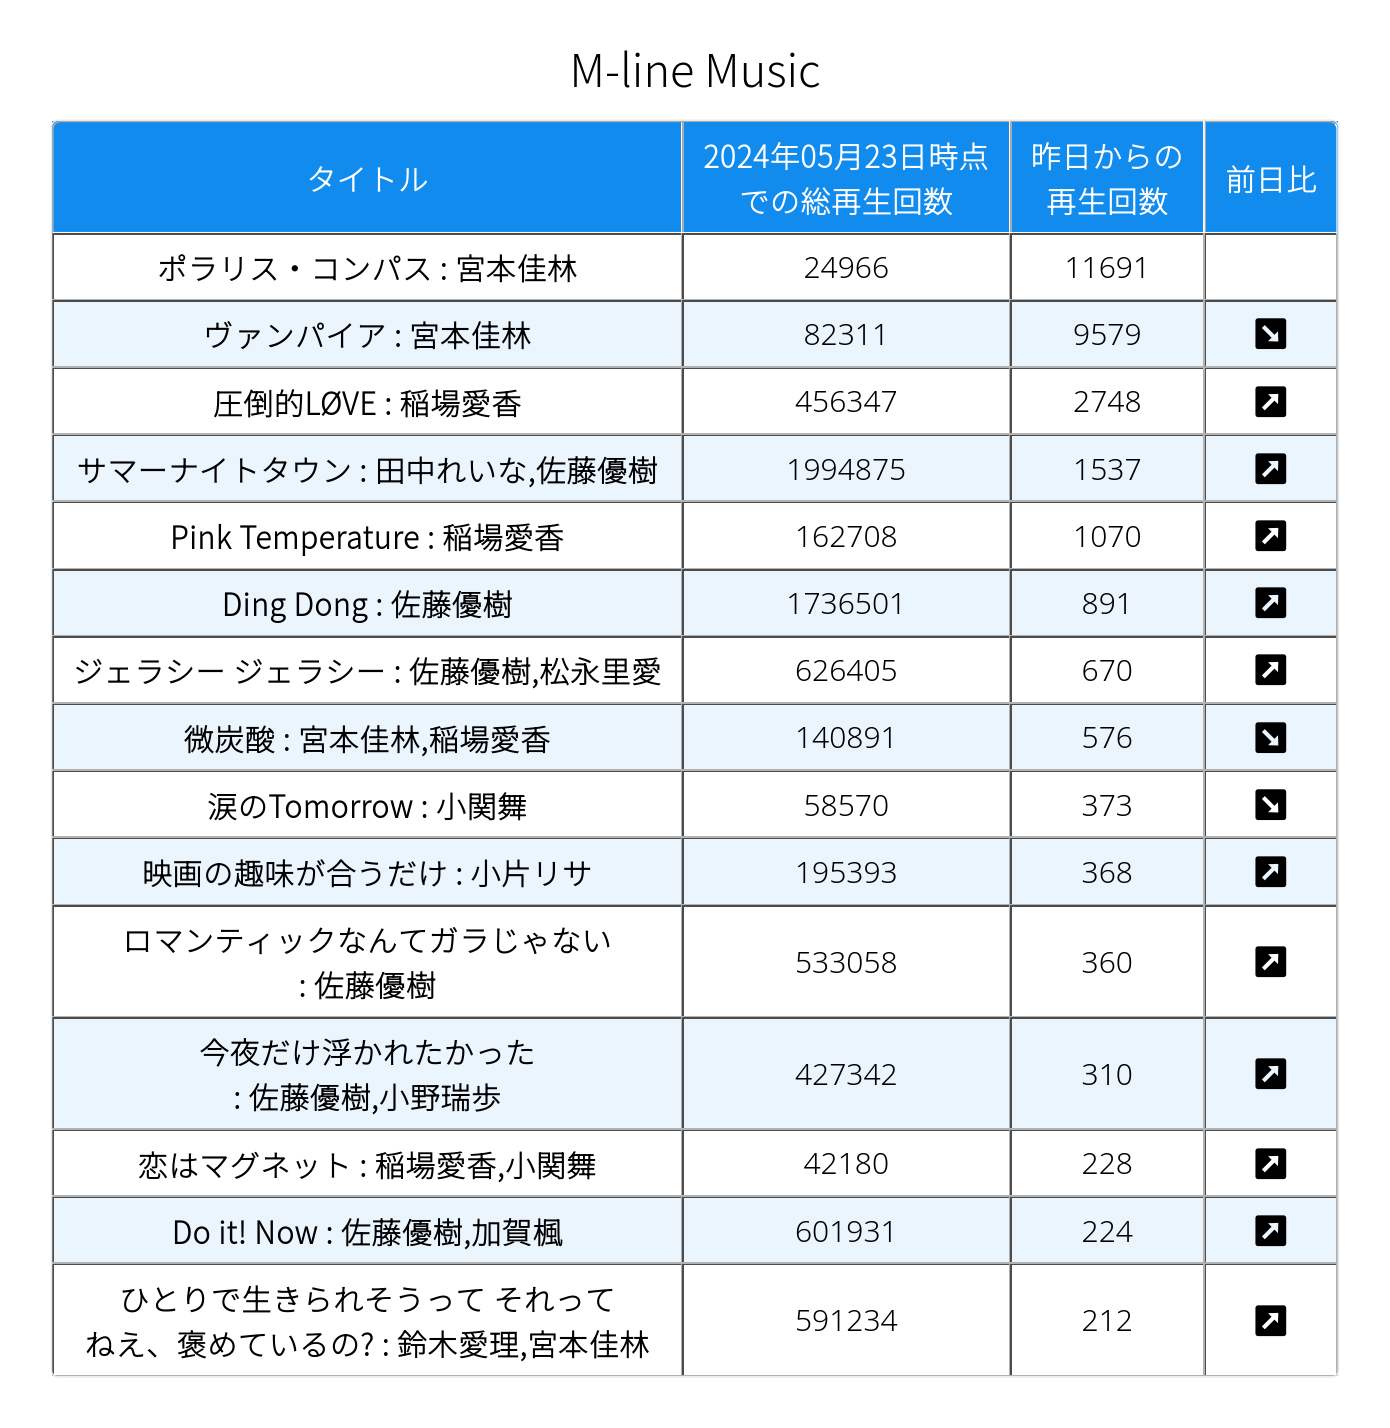 M-line Music
タイトル
2024年05月23日時点
での総再生回数
昨日からの
再生回数
前日比
ポラリス・コンパス : 宮本佳林 24966 11691
ヴァンパイア : 宮本佳林 82311 9579
圧倒的LØVE : 稲場愛香 456347 2748
サマーナイトタウン : 田中れいな,佐藤優樹 1994875 1537
Pink Temperature : 稲場愛香 162708 1070
Ding Dong : 佐藤優樹 1736501 891
ジェラシー ジェラシー : 佐藤優樹,松永里愛 626405 670
微炭酸 : 宮本佳林,稲場愛香 140891 576
涙のTomorrow : 小関舞 58570 373
映画の趣味が合うだけ : 小片リサ 195393 368
ロマンティックなんてガラじゃない
: 佐藤優樹 533058 360
今夜だけ浮かれたかった
: 佐藤優樹,小野瑞歩 427342 310
恋はマグネット : 稲場愛香,小関舞 42180 228
Do it! Now : 佐藤優樹,加賀楓 601931 224
ひとりで生きられそうって それって
ねえ、褒めているの? : 鈴木愛理,宮本佳林 591234 212